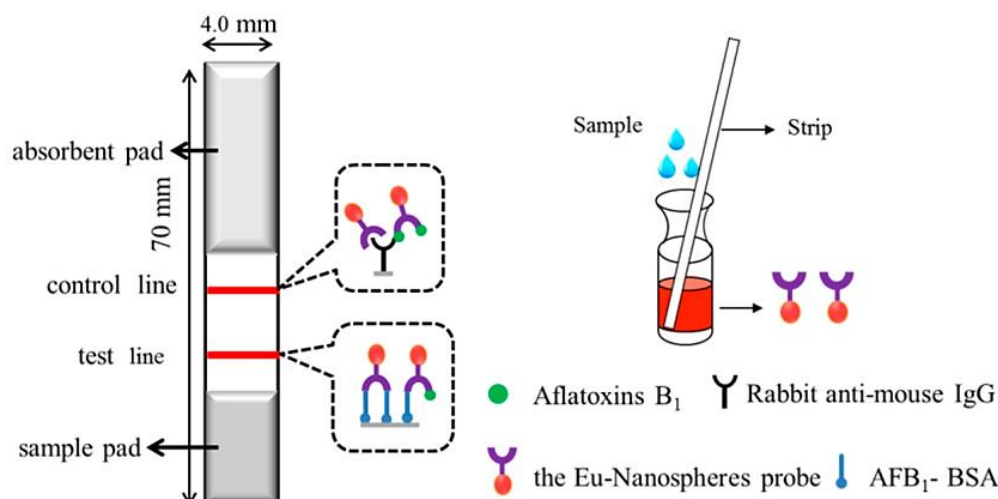 4.0 mm
absorbent pad
70 mm
control line
test line
sample pad
Sample
Strip
Aflatoxins B₁
Rabbit anti-mouse IgG
the Eu-Nanospheres probe
AFB₁- BSA